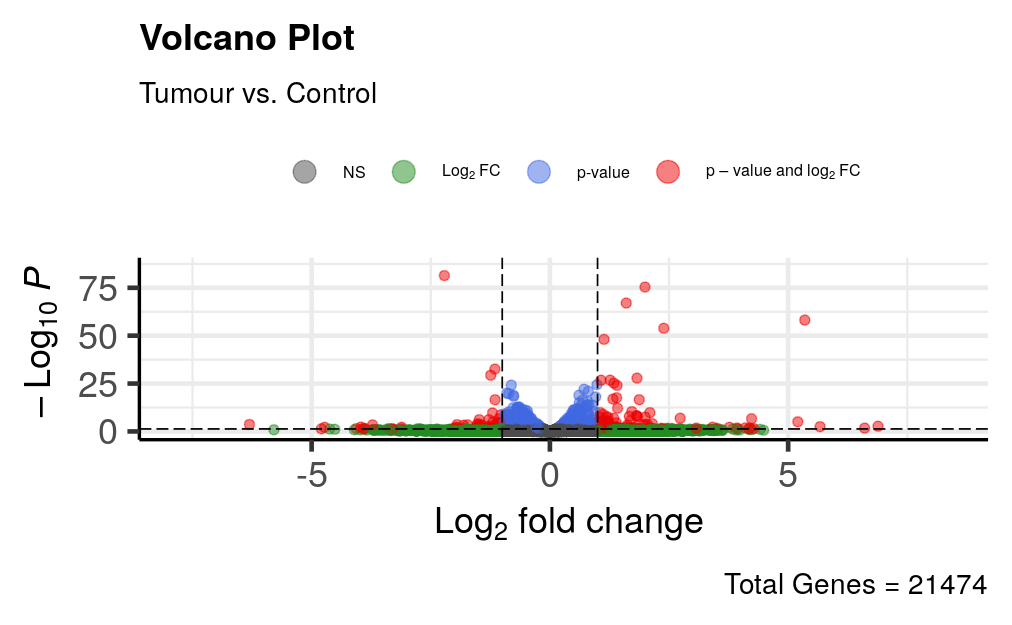 Volcano Plot
Tumour vs. Control
NS
Log₂ FC
p-value
p – value and log₂ FC
– Log₁₀ P
75
50
25
0
-5
0
5
Log₂ fold change
Total Genes = 21474